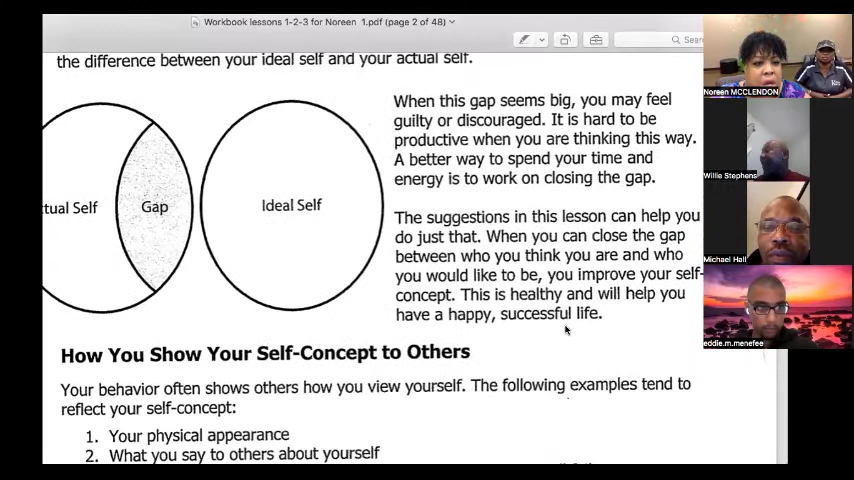 Workbook lessons 1-2-3 for Noreen 1.pdf (page 2 of 48)
Sear
the difference between your ideal self and your actual self.
tual Self
Gap
Ideal Self
When this gap seems big, you may feel
guilty or discouraged. It is hard to be
productive when you are thinking this way.
A better way to spend your time and
energy is to work on closing the gap.
The suggestions in this lesson can help you
do just that. When you can close the gap
between who you think you are and who
you would like to be, you improve your self-
concept. This is healthy and will help you
have a happy, successful life.
How You Show Your Self-Concept to Others
Your behavior often shows others how you view yourself. The following examples tend to
reflect your self-concept:
1. Your physical appearance
2. What you say to others about yourself
Noreen MCCLENDON
Willie Stephens
Michael Hall
eddie.m.menefee